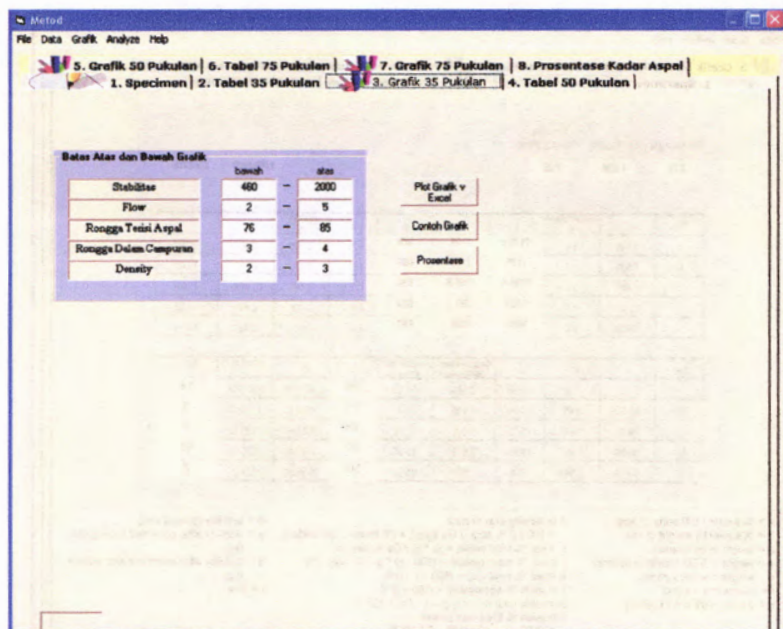 Metod
File Data Grafik Analyze Help
5. Grafik 50 Pukulan 6. Tabel 75 Pukulan 7. Grafik 75 Pukulan 8. Prosentase Kadar Aspal
1. Specimen 2. Tabel 35 Pukulan 3. Grafik 35 Pukulan 4. Tabel 50 Pukulan
Batas Atas dan Bawah Grafik
bawah atas
Stabilitas 460 - 2000
Flow 2 - 5
Rongga Terisi Aspal 76 - 85
Rongga Dalam Campuran 3 - 4
Density 2 - 3
Plot Grafik v
Excel
Contoh Grafik
Prosentase